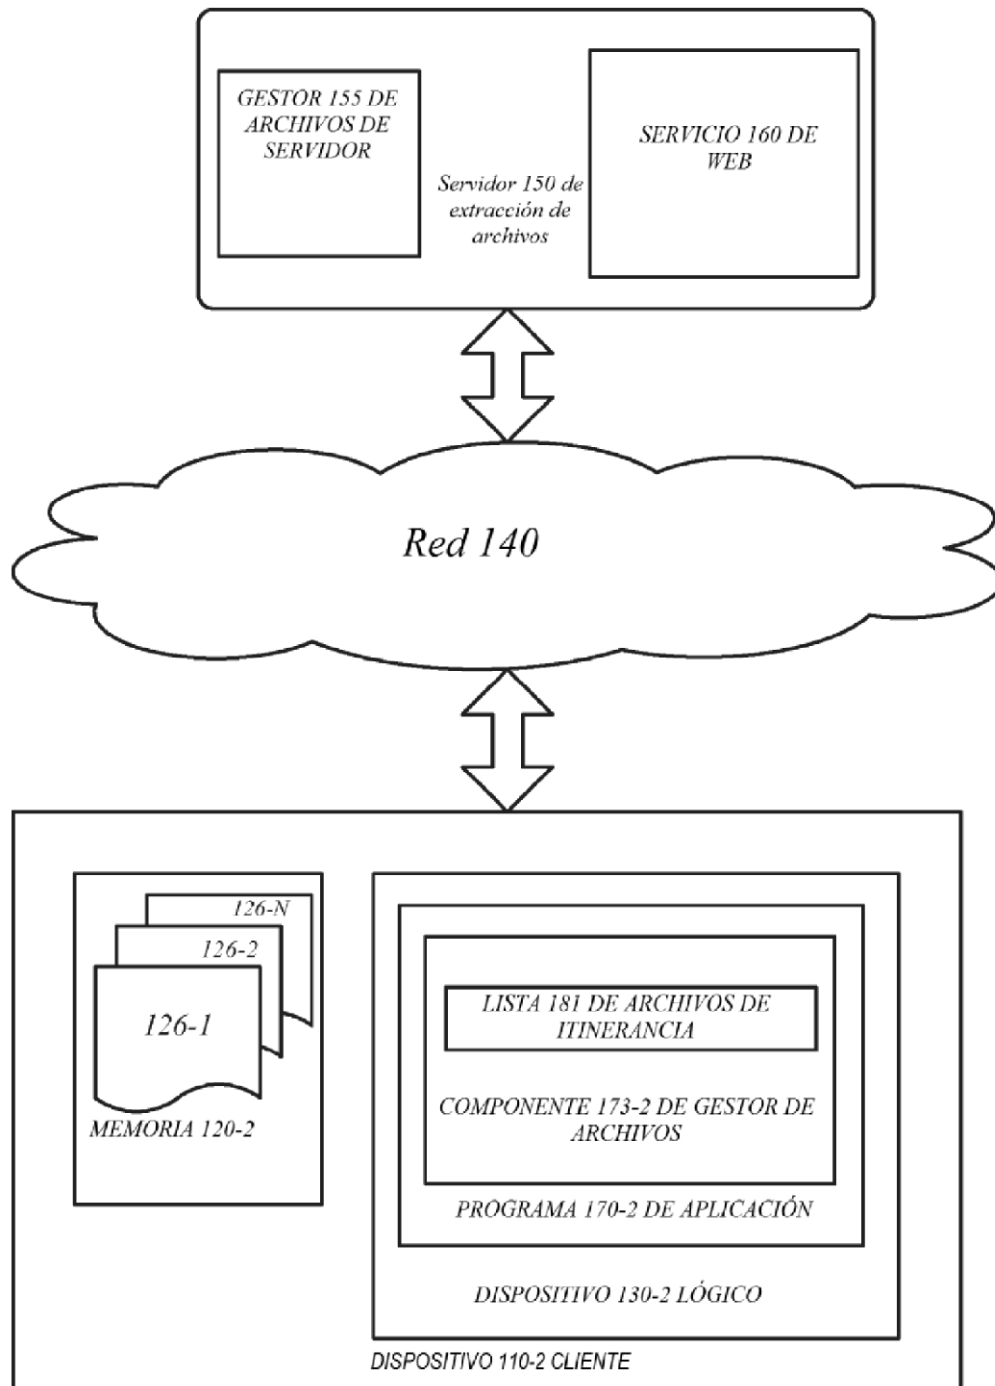 GESTOR 155 DE
ARCHIVOS DE
SERVIDOR
Servidor 150 de
extracción de
archivos
SERVICIO 160 DE
WEB
Red 140
126-N
126-2
126-1
MEMORIA 120-2
LISTA 181 DE ARCHIVOS DE
ITINERANCIA
COMPONENTE 173-2 DE GESTOR DE
ARCHIVOS
PROGRAMA 170-2 DE APLICACIÓN
DISPOSITIVO 130-2 LÓGICO
DISPOSITIVO 110-2 CLIENTE